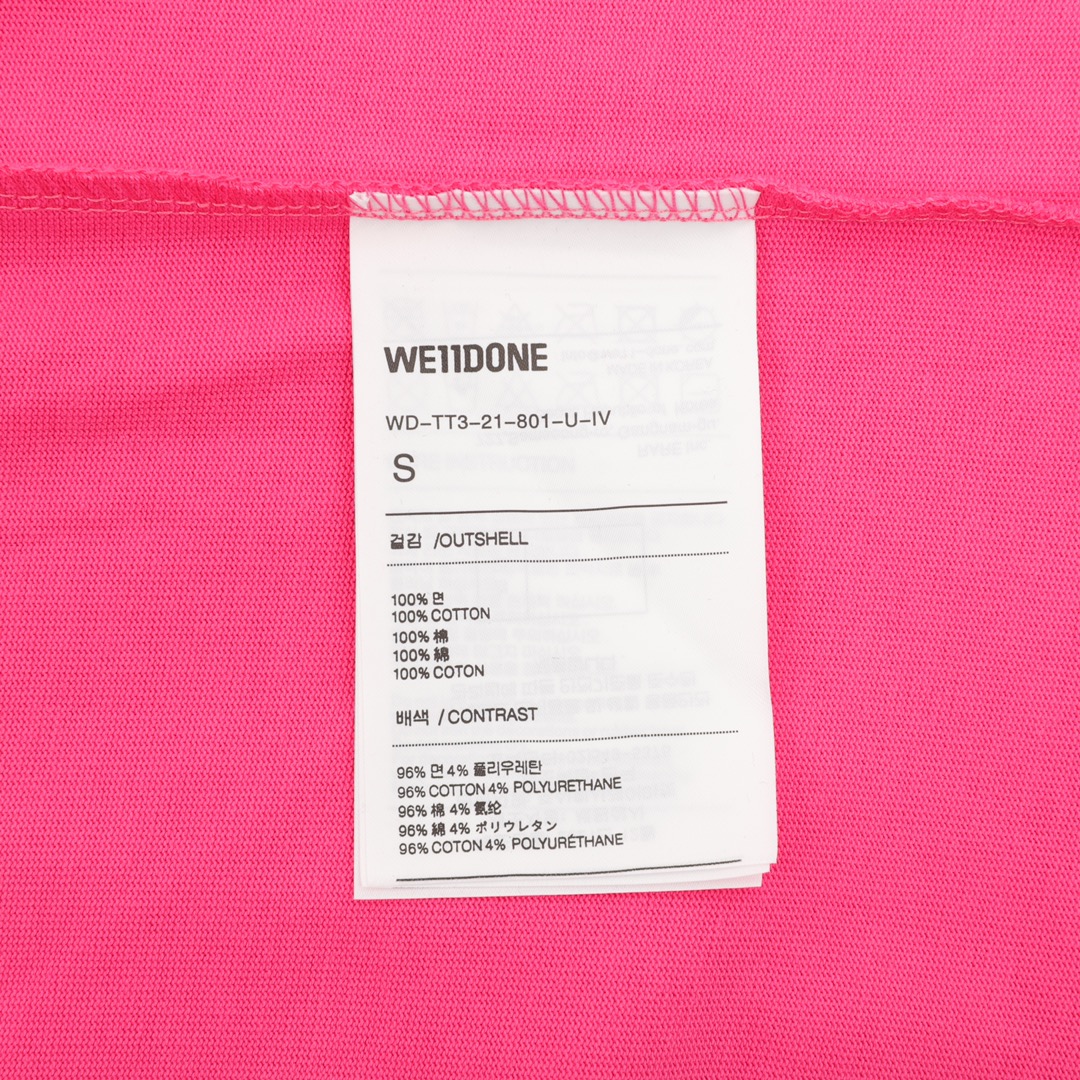 WE11DONE
WD-TT3-21-801-U-IV
S
겉감 /OUTSHELL
100% 면
100% COTTON
100% 棉
100% 綿
100% COTON
배색 /CONTRAST
96% 면 4% 폴리우레탄
96% COTTON 4% POLYURETHANE
96% 棉 4% 氨纶
96% 綿 4% ポリウレタン
96% COTON 4% POLYURÉTHANE